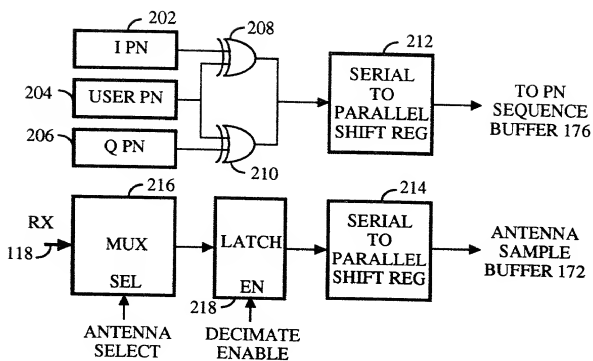 202
I PN
208
212
204
USER PN
SERIAL
TO
PARALLEL
SHIFT REG
TO PN
SEQUENCE
BUFFER 176
206
Q PN
210
216
214
RX
118
MUX
SEL
LATCH
EN
218
SERIAL
TO
PARALLEL
SHIFT REG
ANTENNA
SAMPLE
BUFFER 172
ANTENNA
SELECT
DECIMATE
ENABLE